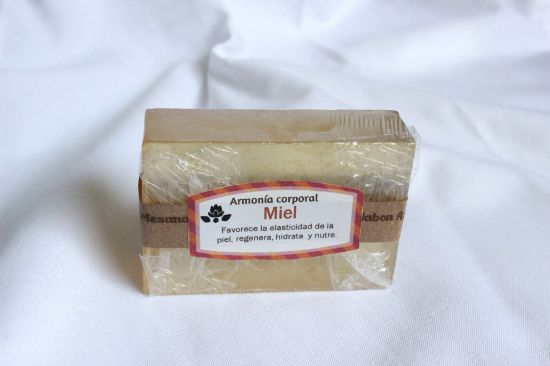 Armonía corporal
Miel
Favorece la elasticidad de la
piel, regenera, hidrata y nutre.